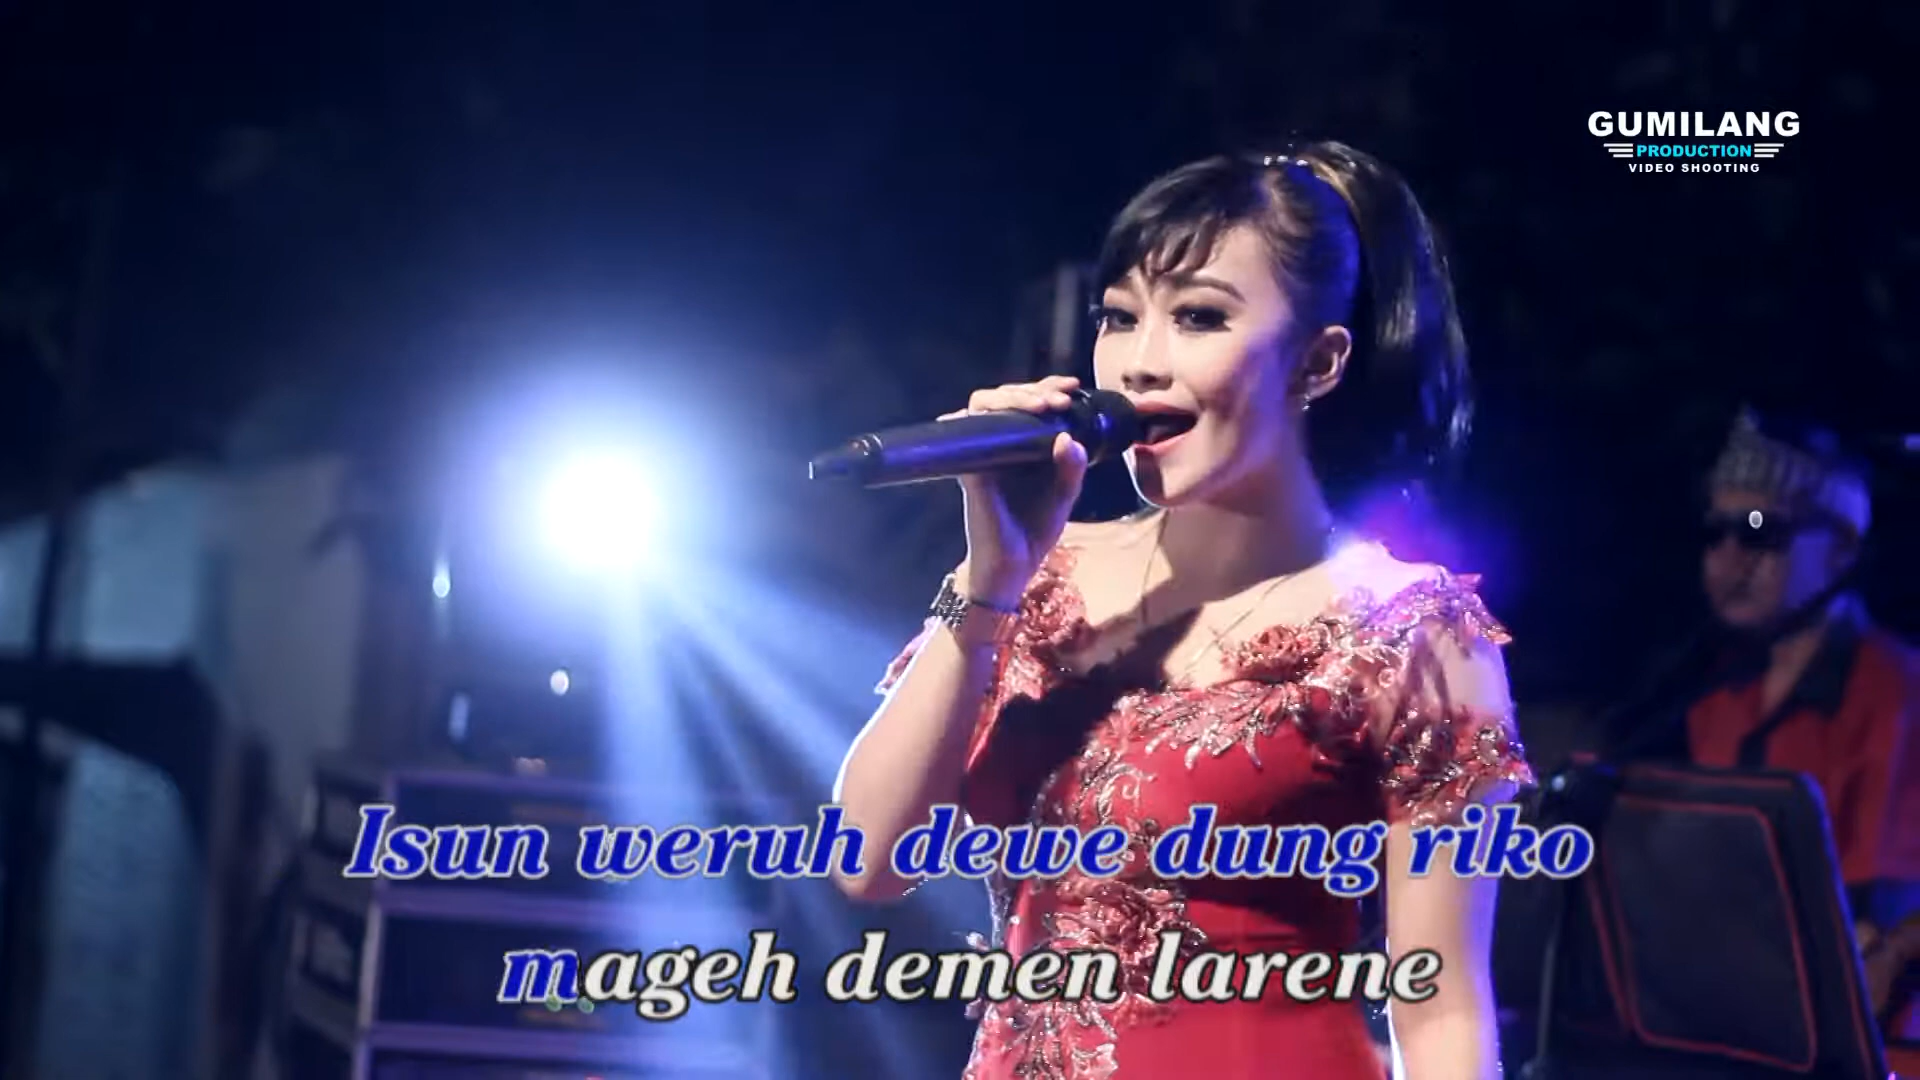 GUMILANG
PRODUCTION
VIDEO SHOOTING
Isun weruh dewe dung riko
mageh demen larene